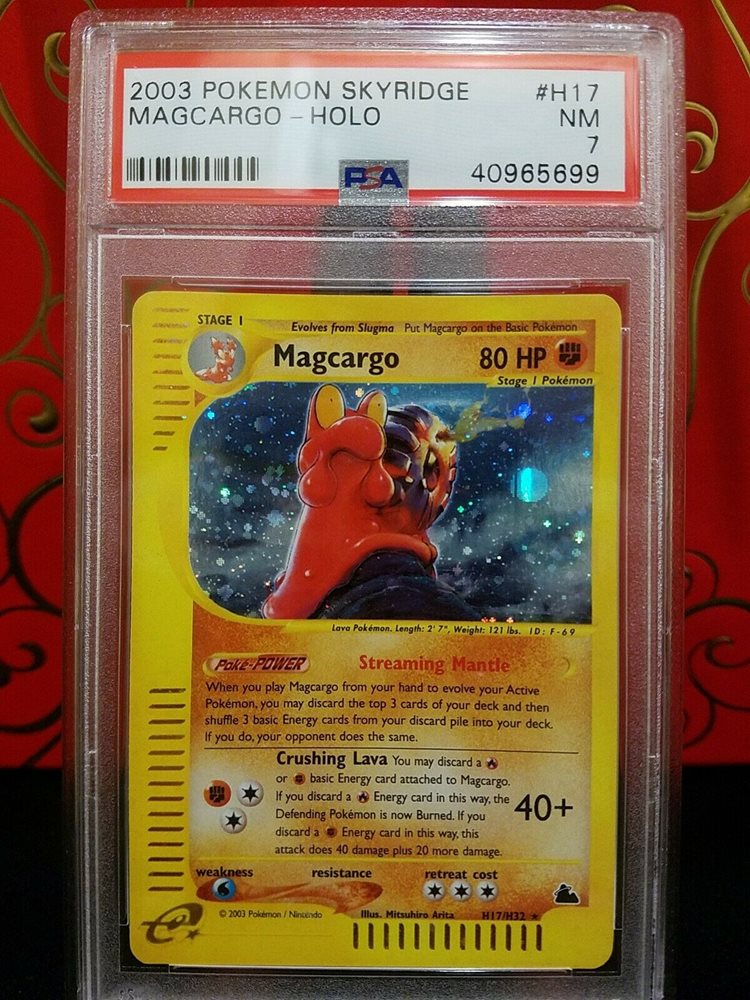 2003 POKEMON SKYRIDGE #H17
MAGCARGO - HOLO NM
7
PSA 40965699
STAGE 1
Evolves from Slugma Put Magcargo on the Basic Pokémon
Magcargo 80 HP
Stage 1 Pokémon
Lava Pokémon. Length: 2' 7", Weight: 121 lbs. ID: F-69
Poké-POWER Streaming Mantle
When you play Magcargo from your hand to evolve your Active
Pokémon, you may discard the top 3 cards of your deck and then
shuffle 3 basic Energy cards from your discard pile into your deck.
If you do, your opponent does the same.
Crushing Lava You may discard a
or basic Energy card attached to Magcargo.
If you discard a Energy card in this way, the
Defending Pokémon is now Burned. If you
discard a Energy card in this way, this
attack does 40 damage plus 20 more damage.
40+
weakness resistance retreat cost
© 2003 Pokémon / Nintendo Illus. Mitsuhiro Arita H17/H32 ★
e